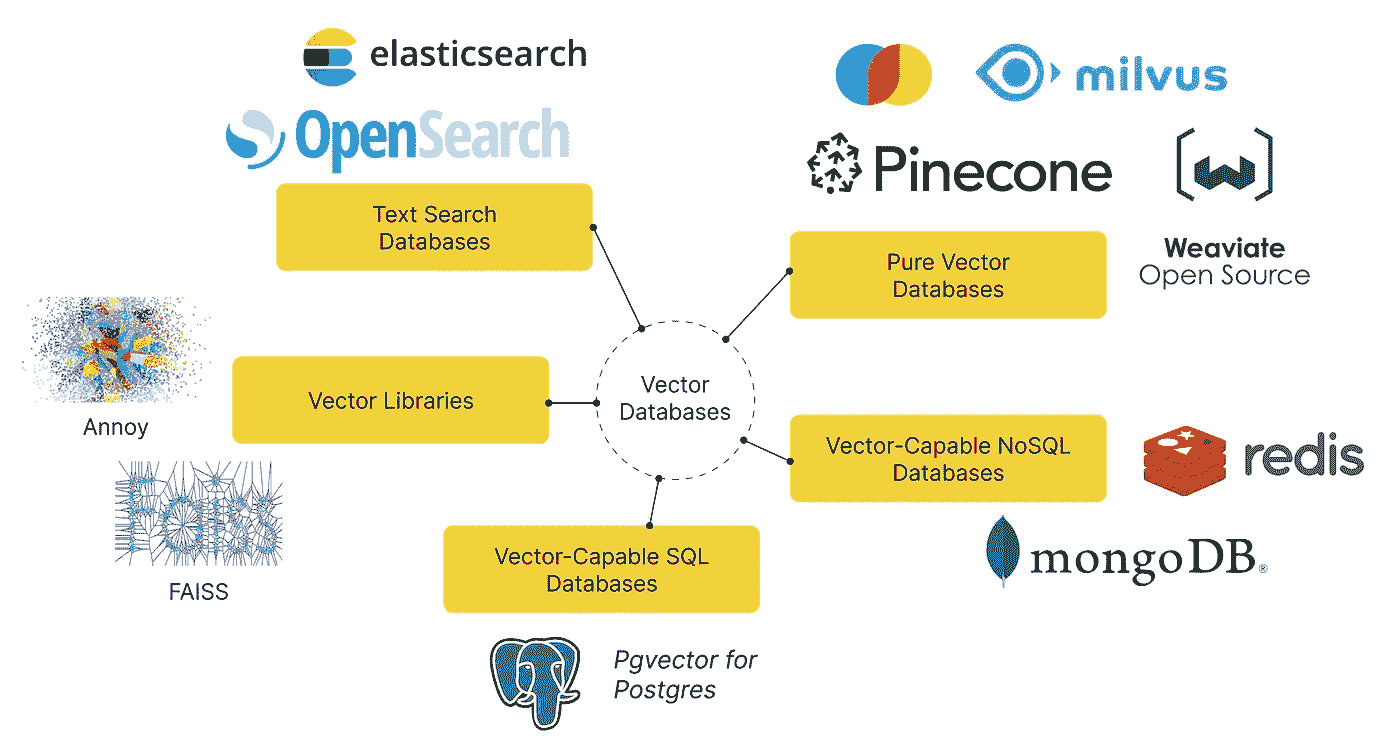 elasticsearch
OpenSearch
Text Search
Databases
milvus
Pinecone
Weaviate
Open Source
Pure Vector
Databases
Annoy
Vector Libraries
Vector
Databases
Vector-Capable NoSQL
Databases
redis
mongoDB®
FAISS
Vector-Capable SQL
Databases
Pgvector for
Postgres